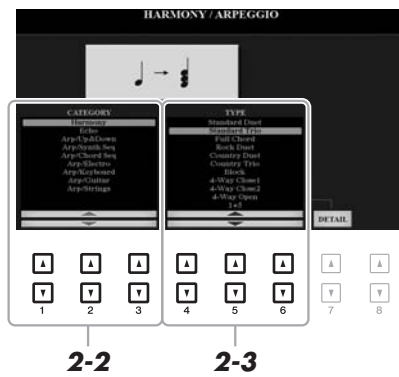 HARMONY / ARPEGGIO
CATEGORY
Harmony
Echo
Arp/Up&Down
Arp/Synth Seq
Arp/Chord Seq
Arp/Electro
Arp/Keyboard
Arp/Guitar
Arp/Strings
TYPE
Standard Duet
Standard Trio
Full Chord
Rock Duet
Country Duet
Country Trio
Block
4-Way Close1
4-Way Close2
4-Way Open
1+5
DETAIL
1 2 3 4 5 6 7 8
2-2 2-3